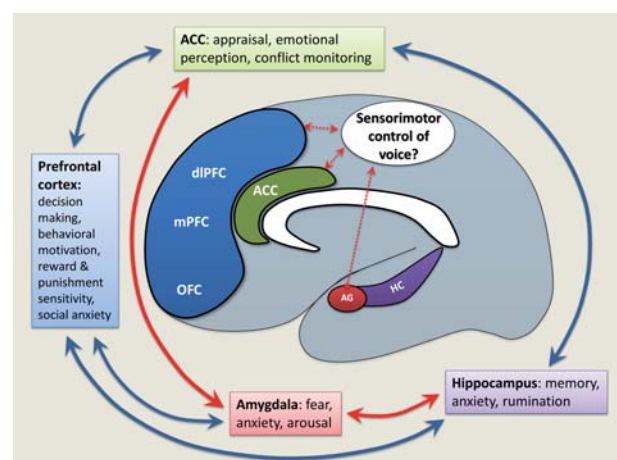 ACC: appraisal, emotional
perception, conflict monitoring
Sensorimotor
control of
voice?
Prefrontal
cortex:
decision
making,
behavioral
motivation,
reward &
punishment
sensitivity,
social anxiety
dlPFC
ACC
mPFC
OFC
AG
HC
Amygdala: fear,
anxiety, arousal
Hippocampus: memory,
anxiety, rumination